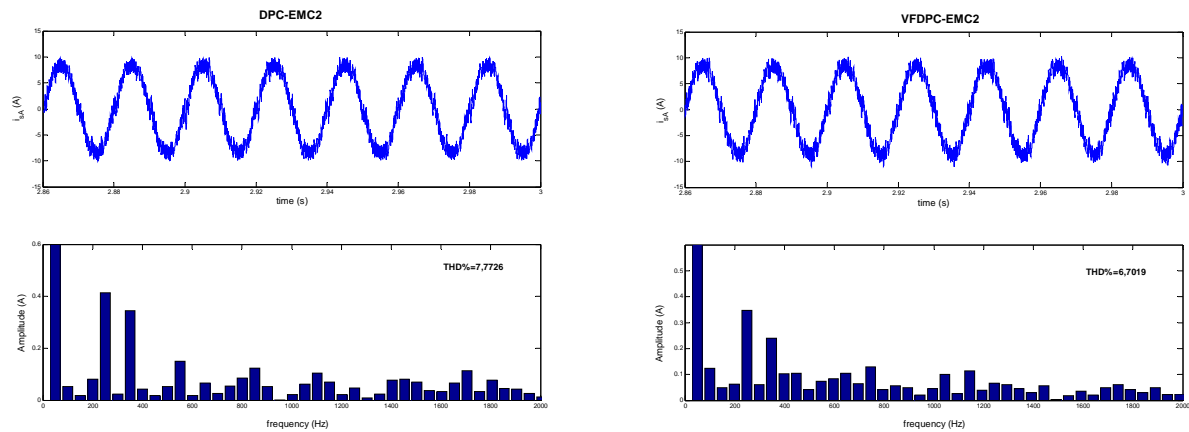 DPC-EMC2
15
10
5
0
-5
-10
-15
i sA (A)
2.86 2.88 2.9 2.92 2.94 2.96 2.98 3
time (s)
0.6
0.4
0.2
0
Amplitude (A)
THD%=7,7726
0 200 400 600 800 1000 1200 1400 1600 1800 2000
frequency (Hz)
VFDPC-EMC2
15
10
5
0
-5
-10
-15
i sA (A)
2.86 2.88 2.9 2.92 2.94 2.96 2.98 3
time (s)
0.5
0.4
0.3
0.2
0.1
0
Amplitude (A)
THD%=6,7019
0 200 400 600 800 1000 1200 1400 1600 1800 2000
frequency (Hz)